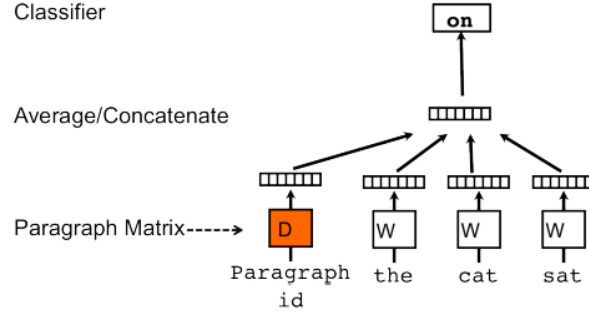 Classifier
on
Average/Concatenate
Paragraph Matrix
D
W
W
W
Paragraph
id
the
cat
sat